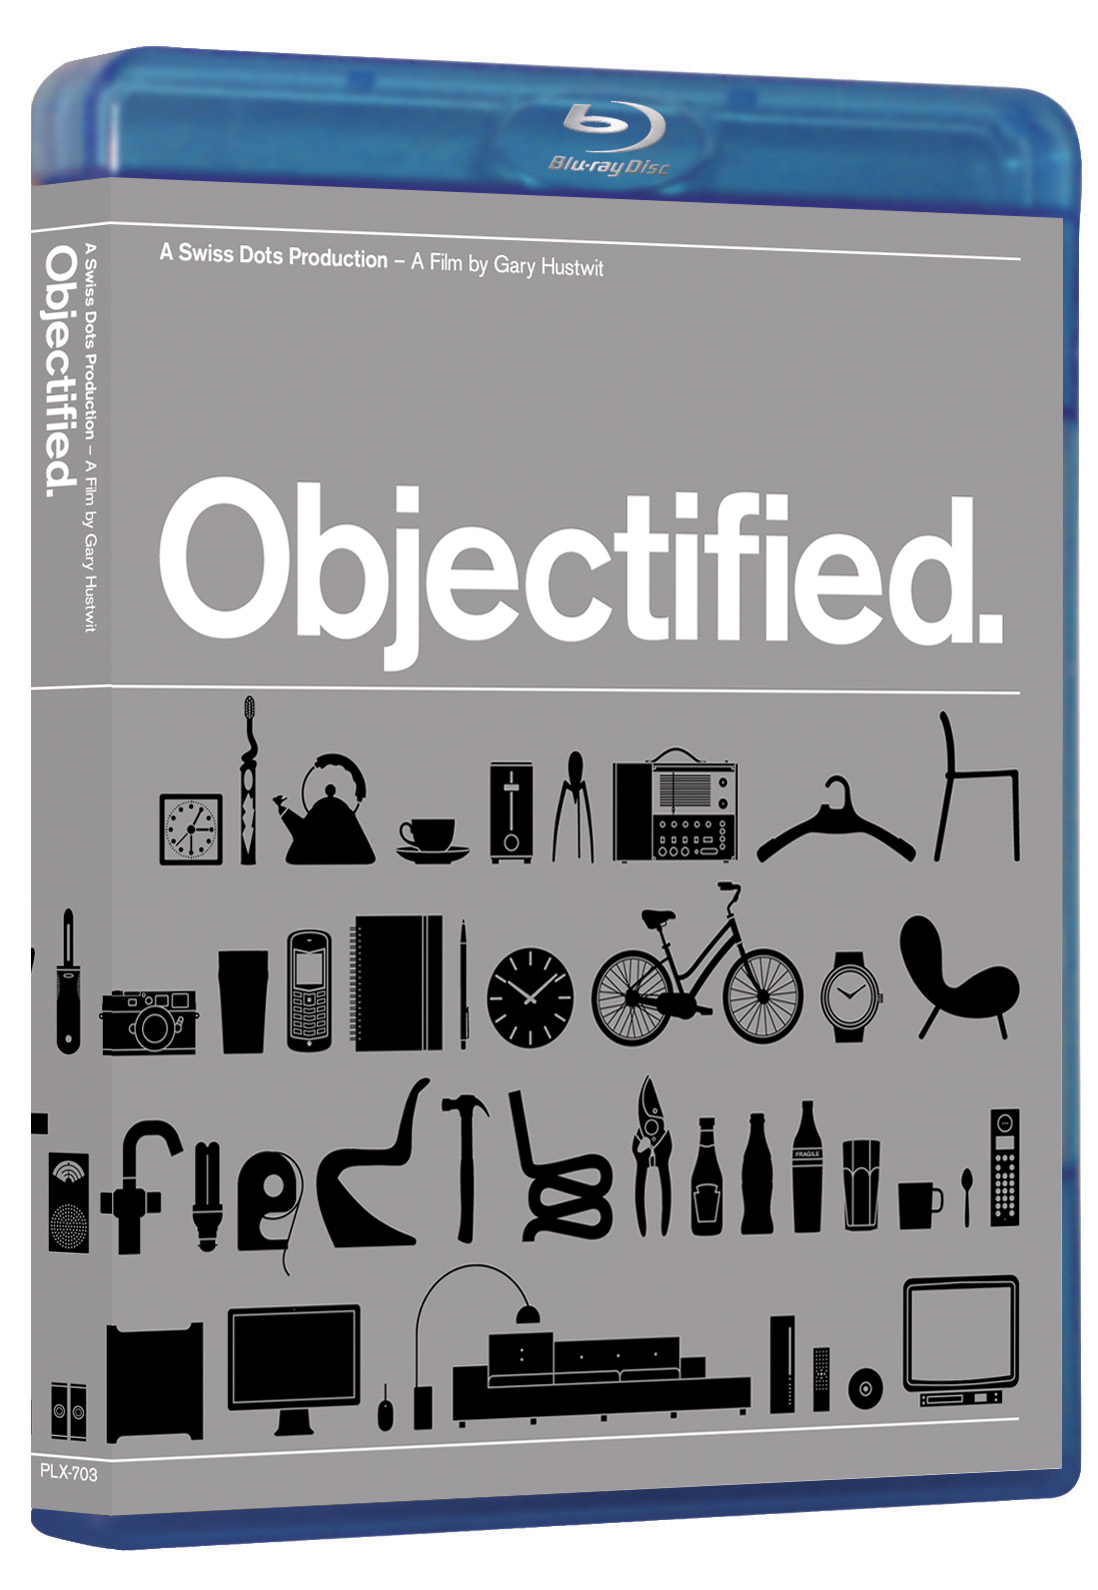 Blu-ray Disc
A Swiss Dots Production – A Film by Gary Hustwit
Objectified.
A Swiss Dots Production – A Film by Gary Hustwit
Objectified.
FRAGILE
PLX-703